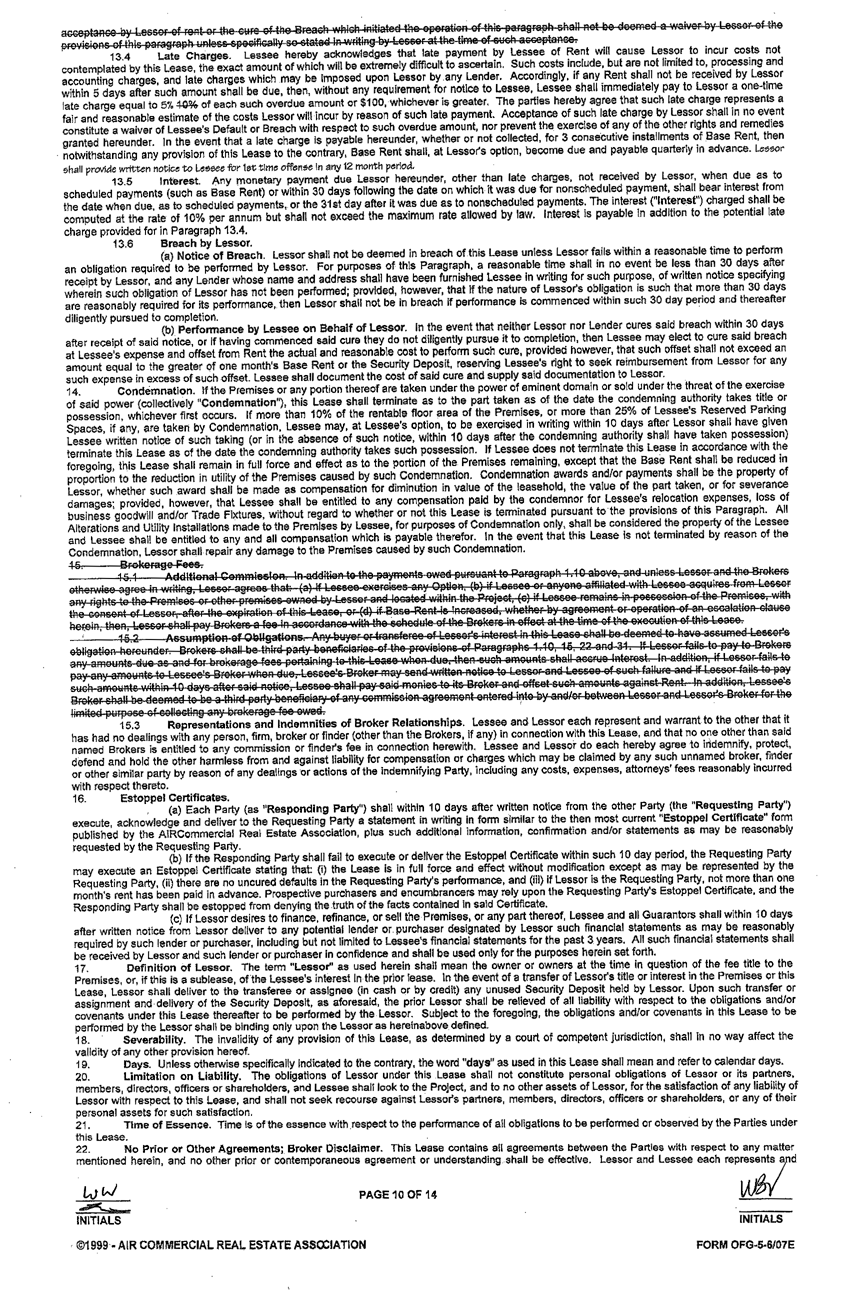 acceptance by Lessor of rent or the cure of the Breach which initiated the operation of this paragraph shall not be deemed a waiver by Lessor of the
provisions of this paragraph unless specifically so stated in writing by Lessor at the time of such acceptance.
13.4 Late Charges. Lessee hereby acknowledges that late payment by Lessee of Rent will cause Lessor to incur costs not
contemplated by this Lease, the exact amount of which will be extremely difficult to ascertain. Such costs include, but are not limited to, processing and
accounting charges, and late charges which may be imposed upon Lessor by any Lender. Accordingly, if any Rent shall not be received by Lessor
within 5 days after such amount shall be due, then, without any requirement for notice to Lessee, Lessee shall immediately pay to Lessor a one-time
late charge equal to 5% 10% of each such overdue amount or $100, whichever is greater. The parties hereby agree that such late charge represents a
fair and reasonable estimate of the costs Lessor will incur by reason of such late payment. Acceptance of such late charge by Lessor shall in no event
constitute a waiver of Lessee's Default or Breach with respect to such overdue amount, nor prevent the exercise of any of the other rights and remedies
granted hereunder. In the event that a late charge is payable hereunder, whether or not collected, for 3 consecutive installments of Base Rent, then
notwithstanding any provision of this Lease to the contrary, Base Rent shall, at Lessor's option, become due and payable quarterly in advance. Lessor
shall provide written notice to Lessee for 1st time offense in any 12 month period.
13.5 Interest. Any monetary payment due Lessor hereunder, other than late charges, not received by Lessor, when due as to
scheduled payments (such as Base Rent) or within 30 days following the date on which it was due for nonscheduled payment, shall bear interest from
the date when due, as to scheduled payments, or the 31st day after it was due as to nonscheduled payments. The interest ("Interest") charged shall be
computed at the rate of 10% per annum but shall not exceed the maximum rate allowed by law. Interest is payable in addition to the potential late
charge provided for in Paragraph 13.4.
13.6 Breach by Lessor.
(a) Notice of Breach. Lessor shall not be deemed in breach of this Lease unless Lessor fails within a reasonable time to perform
an obligation required to be performed by Lessor. For purposes of this Paragraph, a reasonable time shall in no event be less than 30 days after
receipt by Lessor, and any Lender whose name and address shall have been furnished Lessee in writing for such purpose, of written notice specifying
wherein such obligation of Lessor has not been performed; provided, however, that if the nature of Lessor's obligation is such that more than 30 days
are reasonably required for its performance, then Lessor shall not be in breach if performance is commenced within such 30 day period and thereafter
diligently pursued to completion.
(b) Performance by Lessee on Behalf of Lessor. In the event that neither Lessor nor Lender cures said breach within 30 days
after receipt of said notice, or if having commenced said cure they do not diligently pursue it to completion, then Lessee may elect to cure said breach
at Lessee's expense and offset from Rent the actual and reasonable cost to perform such cure, provided however, that such offset shall not exceed an
amount equal to the greater of one month's Base Rent or the Security Deposit, reserving Lessee's right to seek reimbursement from Lessor for any
such expense in excess of such offset. Lessee shall document the cost of said cure and supply said documentation to Lessor.
14. Condemnation. If the Premises or any portion thereof are taken under the power of eminent domain or sold under the threat of the exercise
of said power (collectively "Condemnation"), this Lease shall terminate as to the part taken as of the date the condemning authority takes title or
possession, whichever first occurs. If more than 10% of the rentable floor area of the Premises, or more than 25% of Lessee's Reserved Parking
Spaces, if any, are taken by Condemnation, Lessee may, at Lessee's option, to be exercised in writing within 10 days after Lessor shall have given
Lessee written notice of such taking (or in the absence of such notice, within 10 days after the condemning authority shall have taken possession)
terminate this Lease as of the date the condemning authority takes such possession. If Lessee does not terminate this Lease in accordance with the
foregoing, this Lease shall remain in full force and effect as to the portion of the Premises remaining, except that the Base Rent shall be reduced in
proportion to the reduction in utility of the Premises caused by such Condemnation. Condemnation awards and/or payments shall be the property of
Lessor, whether such award shall be made as compensation for diminution in value of the leasehold, the value of the part taken, or for severance
damages; provided, however, that Lessee shall be entitled to any compensation paid by the condemnor for Lessee's relocation expenses, loss of
business goodwill and/or Trade Fixtures, without regard to whether or not this Lease is terminated pursuant to the provisions of this Paragraph. All
Alterations and Utility Installations made to the Premises by Lessee, for purposes of Condemnation only, shall be considered the property of the Lessee
and Lessee shall be entitled to any and all compensation which is payable therefor. In the event that this Lease is not terminated by reason of the
Condemnation, Lessor shall repair any damage to the Premises caused by such Condemnation.
15. Brokerage Fees.
15.1 Additional Commission. In addition to the payments owed pursuant to Paragraph 1.10 above, and unless Lessor and the Brokers
otherwise agree in writing, Lessor agrees that: (a) if Lessee exercises any Option, (b) if Lessee or anyone affiliated with Lessee acquires from Lessor
any rights to the Premises or other premises owned by Lessor and located within the Project, (c) if Lessee remains in possession of the Premises, with
the consent of Lessor, after the expiration of this Lease, or (d) if Base Rent is increased, whether by agreement or operation of an escalation clause
herein, then, Lessor shall pay Brokers a fee in accordance with the schedule of the Brokers in effect at the time of the execution of this Lease.
15.2 Assumption of Obligations. Any buyer or transferee of Lessor's interest in this Lease shall be deemed to have assumed Lessor's
obligation hereunder. Brokers shall be third party beneficiaries of the provisions of Paragraphs 1.10, 15, 22 and 31. If Lessor fails to pay to Brokers
any amounts due as and for brokerage fees pertaining to this Lease when due, then such amounts shall accrue Interest. In addition, if Lessor fails to
pay any amounts to Lessee's Broker when due, Lessee's Broker may send written notice to Lessor and Lessee of such failure and if Lessor fails to pay
such amounts within 10 days after said notice, Lessee shall pay said monies to its Broker and offset such amounts against Rent. In addition, Lessee's
Broker shall be deemed to be a third party beneficiary of any commission agreement entered into by and/or between Lessor and Lessor's Broker for the
limited purpose of collecting any brokerage fee owed.
15.3 Representations and Indemnities of Broker Relationships. Lessee and Lessor each represent and warrant to the other that it
has had no dealings with any person, firm, broker or finder (other than the Brokers, if any) in connection with this Lease, and that no one other than said
named Brokers is entitled to any commission or finder's fee in connection herewith. Lessee and Lessor do each hereby agree to indemnify, protect,
defend and hold the other harmless from and against liability for compensation or charges which may be claimed by any such unnamed broker, finder
or other similar party by reason of any dealings or actions of the indemnifying Party, including any costs, expenses, attorneys' fees reasonably incurred
with respect thereto.
16. Estoppel Certificates.
(a) Each Party (as "Responding Party") shall within 10 days after written notice from the other Party (the "Requesting Party")
execute, acknowledge and deliver to the Requesting Party a statement in writing in form similar to the then most current "Estoppel Certificate" form
published by the AIRCommercial Real Estate Association, plus such additional information, confirmation and/or statements as may be reasonably
requested by the Requesting Party.
(b) If the Responding Party shall fail to execute or deliver the Estoppel Certificate within such 10 day period, the Requesting Party
may execute an Estoppel Certificate stating that: (i) the Lease is in full force and effect without modification except as may be represented by the
Requesting Party, (ii) there are no uncured defaults in the Requesting Party's performance, and (iii) if Lessor is the Requesting Party, not more than one
month's rent has been paid in advance. Prospective purchasers and encumbrancers may rely upon the Requesting Party's Estoppel Certificate, and the
Responding Party shall be estopped from denying the truth of the facts contained in said Certificate.
(c) If Lessor desires to finance, refinance, or sell the Premises, or any part thereof, Lessee and all Guarantors shall within 10 days
after written notice from Lessor deliver to any potential lender or purchaser designated by Lessor such financial statements as may be reasonably
required by such lender or purchaser, including but not limited to Lessee's financial statements for the past 3 years. All such financial statements shall
be received by Lessor and such lender or purchaser in confidence and shall be used only for the purposes herein set forth.
17. Definition of Lessor. The term "Lessor" as used herein shall mean the owner or owners at the time in question of the fee title to the
Premises, or, if this is a sublease, of the Lessee's interest in the prior lease. In the event of a transfer of Lessor's title or interest in the Premises or this
Lease, Lessor shall deliver to the transferee or assignee (in cash or by credit) any unused Security Deposit held by Lessor. Upon such transfer or
assignment and delivery of the Security Deposit, as aforesaid, the prior Lessor shall be relieved of all liability with respect to the obligations and/or
covenants under this Lease thereafter to be performed by the Lessor. Subject to the foregoing, the obligations and/or covenants in this Lease to be
performed by the Lessor shall be binding only upon the Lessor as hereinabove defined.
18. Severability. The invalidity of any provision of this Lease, as determined by a court of competent jurisdiction, shall in no way affect the
validity of any other provision hereof.
19. Days. Unless otherwise specifically indicated to the contrary, the word "days" as used in this Lease shall mean and refer to calendar days.
20. Limitation on Liability. The obligations of Lessor under this Lease shall not constitute personal obligations of Lessor or its partners,
members, directors, officers or shareholders, and Lessee shall look to the Project, and to no other assets of Lessor, for the satisfaction of any liability of
Lessor with respect to this Lease, and shall not seek recourse against Lessor's partners, members, directors, officers or shareholders, or any of their
personal assets for such satisfaction.
21. Time of Essence. Time is of the essence with respect to the performance of all obligations to be performed or observed by the Parties under
this Lease.
22. No Prior or Other Agreements; Broker Disclaimer. This Lease contains all agreements between the Parties with respect to any matter
mentioned herein, and no other prior or contemporaneous agreement or understanding shall be effective. Lessor and Lessee each represents and
PAGE 10 OF 14
INITIALS INITIALS
©1999 - AIR COMMERCIAL REAL ESTATE ASSOCIATION FORM OFG-5-6/07E